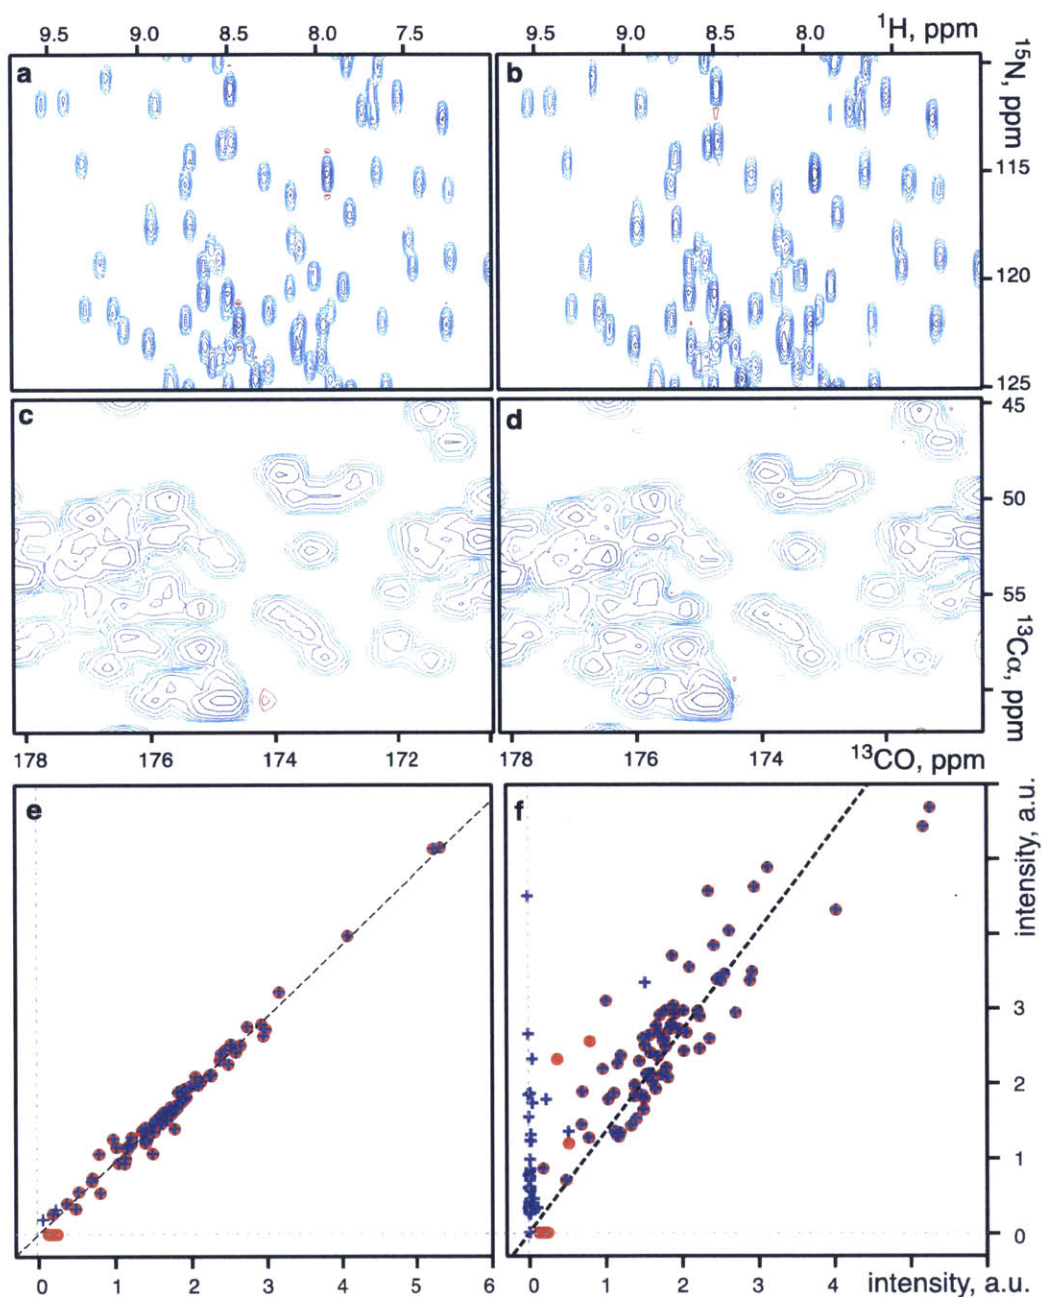 9.5 9.0 8.5 8.0 7.5 9.5 9.0 8.5 8.0 ¹H, ppm
a b
¹⁵N, ppm
115
120
125
c d
45
50
55
¹³Cα, ppm
178 176 174 172 178 176 174 ¹³CO, ppm
e f
intensity, a.u.
3
2
1
0
0 1 2 3 4 5 6 0 1 2 3 4 intensity, a.u.